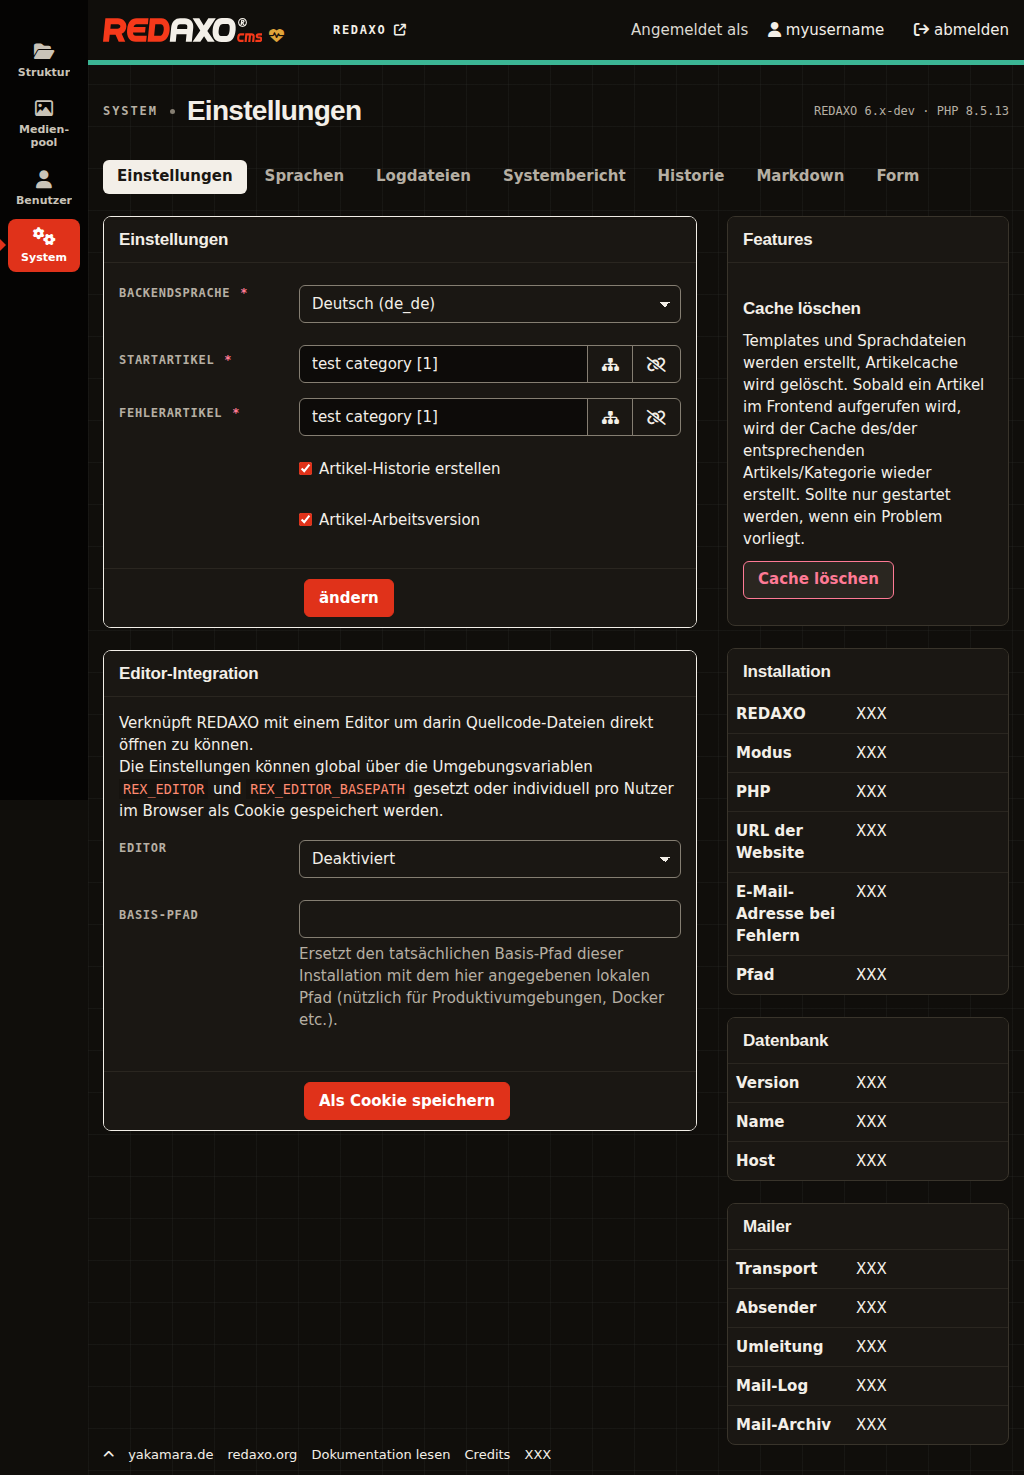 REDAXO® cms
REDAXO
Angemeldet als myusername abmelden
Struktur
Medien-
pool
Benutzer
System
SYSTEM • Einstellungen
REDAXO 6.x-dev · PHP 8.5.13
Einstellungen Sprachen Logdateien Systembericht Historie Markdown Form
Einstellungen
BACKENDSPRACHE *
Deutsch (de_de)
STARTARTIKEL *
test category [1]
FEHLERARTIKEL *
test category [1]
Artikel-Historie erstellen
Artikel-Arbeitsversion
ändern
Editor-Integration
Verknüpft REDAXO mit einem Editor um darin Quellcode-Dateien direkt
öffnen zu können.
Die Einstellungen können global über die Umgebungsvariablen
REX_EDITOR und REX_EDITOR_BASEPATH gesetzt oder individuell pro Nutzer
im Browser als Cookie gespeichert werden.
EDITOR
Deaktiviert
BASIS-PFAD
Ersetzt den tatsächlichen Basis-Pfad dieser
Installation mit dem hier angegebenen lokalen
Pfad (nützlich für Produktivumgebungen, Docker
etc.).
Als Cookie speichern
Features
Cache löschen
Templates und Sprachdateien
werden erstellt, Artikelcache
wird gelöscht. Sobald ein Artikel
im Frontend aufgerufen wird,
wird der Cache des/der
entsprechenden
Artikels/Kategorie wieder
erstellt. Sollte nur gestartet
werden, wenn ein Problem
vorliegt.
Cache löschen
Installation
REDAXO XXX
Modus XXX
PHP XXX
URL der XXX
Website
E-Mail- XXX
Adresse bei
Fehlern
Pfad XXX
Datenbank
Version XXX
Name XXX
Host XXX
Mailer
Transport XXX
Absender XXX
Umleitung XXX
Mail-Log XXX
Mail-Archiv XXX
yakamara.de redaxo.org Dokumentation lesen Credits XXX